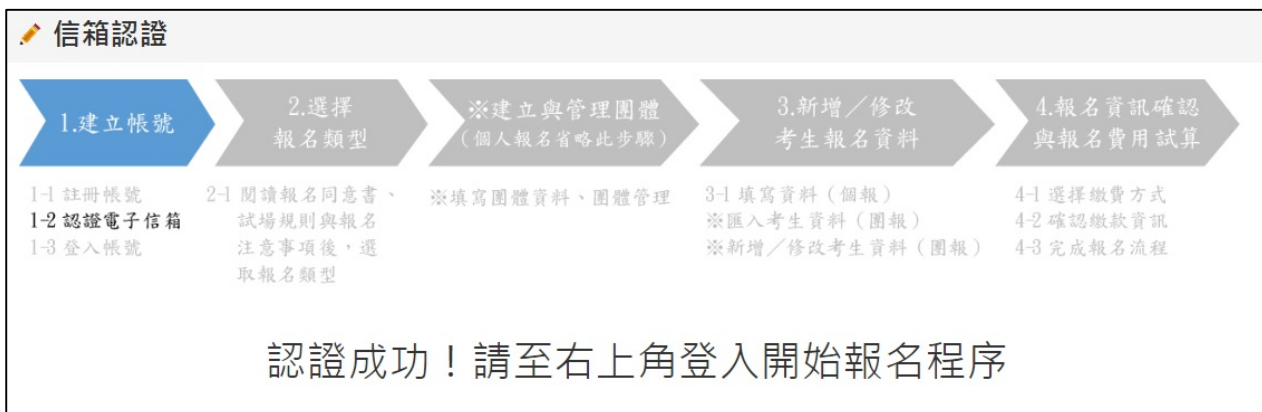 信箱認證
1.建立帳號
2.選擇
報名類型
※建立與管理團體
(個人報名省略此步驟)
3.新增／修改
考生報名資料
4.報名資訊確認
與報名費用試算
1-1 註冊帳號
1-2 認證電子信箱
1-3 登入帳號
2-1 閱讀報名同意書、
試場規則與報名
注意事項後，選
取報名類型
※填寫團體資料、團體管理
3-1 填寫資料（個報）
※匯入考生資料（團報）
※新增／修改考生資料（團報）
4-1 選擇繳費方式
4-2 確認繳款資訊
4-3 完成報名流程
認證成功！請至右上角登入開始報名程序